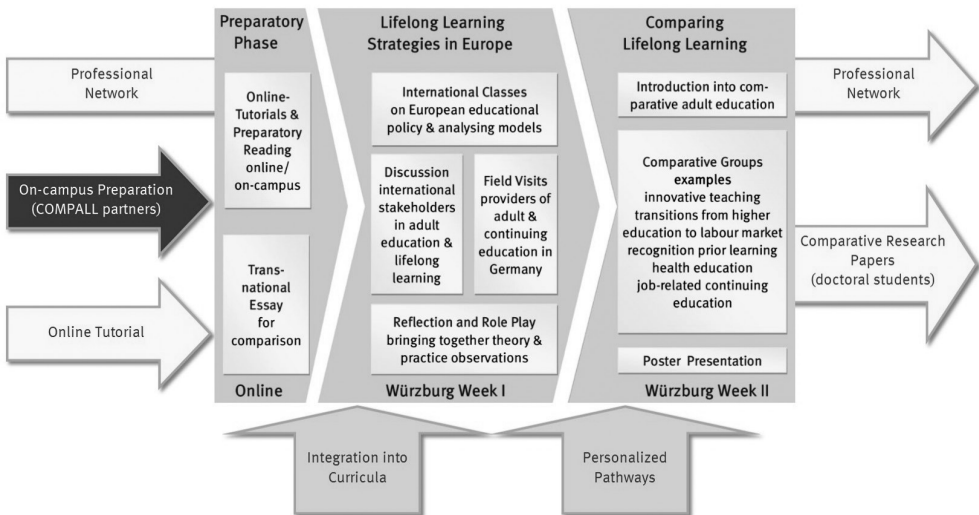 Professional
Network
On-campus Preparation
(COMPALL partners)
Online Tutorial
Preparatory
Phase
Online-
Tutorials &
Preparatory
Reading
online/
on-campus
Trans-
national
Essay
for
comparison
Online
Lifelong Learning
Strategies in Europe
International Classes
on European educational
policy & analysing models
Discussion
international
stakeholders
in adult
education &
lifelong
learning
Field Visits
providers of
adult &
continuing
education in
Germany
Reflection and Role Play
bringing together theory &
practice observations
Würzburg Week I
Comparing
Lifelong Learning
Introduction into com-
parative adult education
Comparative Groups
examples
innovative teaching
transitions from higher
education to labour market
recognition prior learning
health education
job-related continuing
education
Poster Presentation
Würzburg Week II
Professional
Network
Comparative Research
Papers
(doctoral students)
Integration into
Curricula
Personalized
Pathways